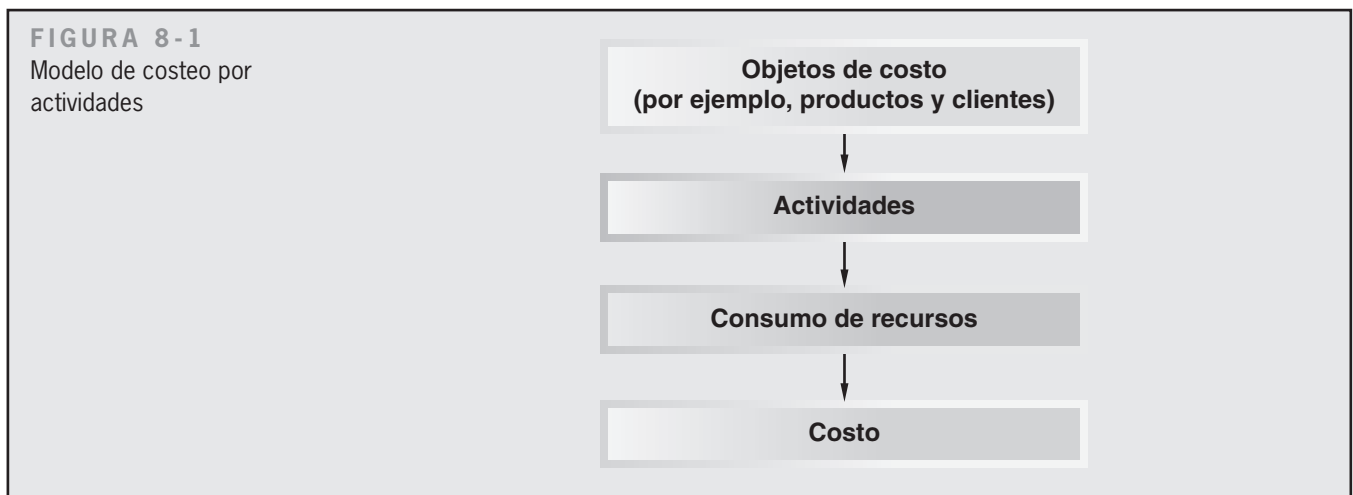 FIGURA 8-1
Modelo de costeo por
actividades
Objetos de costo
(por ejemplo, productos y clientes)
Actividades
Consumo de recursos
Costo